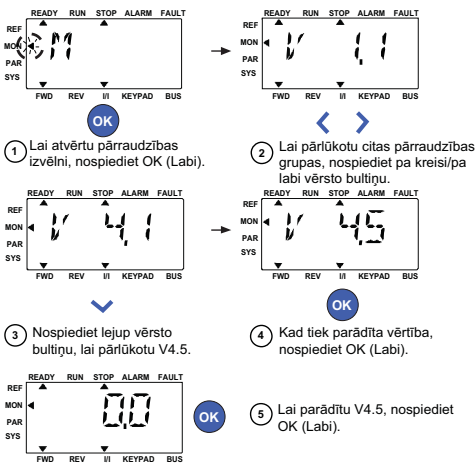 READY RUN STOP ALARM FAULT
REF
MON
PAR
SYS
M
FWD REV I/I KEYPAD BUS
OK
1 Lai atvērtu pārraudzības
izvēlni, nospiediet OK (Labi).
READY RUN STOP ALARM FAULT
REF
MON
PAR
SYS
V 1.1
FWD REV I/I KEYPAD BUS
2 Lai pārlūkotu citas pārraudzības
grupas, nospiediet pa kreisi/pa
labi vērsto bultiņu.
READY RUN STOP ALARM FAULT
REF
MON
PAR
SYS
V 4.1
FWD REV I/I KEYPAD BUS
3 Nospiediet lejup vērsto
bultiņu, lai pārlūkotu V4.5.
READY RUN STOP ALARM FAULT
REF
MON
PAR
SYS
V 4.5
FWD REV I/I KEYPAD BUS
OK
4 Kad tiek parādīta vērtība,
nospiediet OK (Labi).
READY RUN STOP ALARM FAULT
REF
MON
PAR
SYS
0.0
FWD REV I/I KEYPAD BUS
OK
5 Lai parādītu V4.5, nospiediet
OK (Labi).